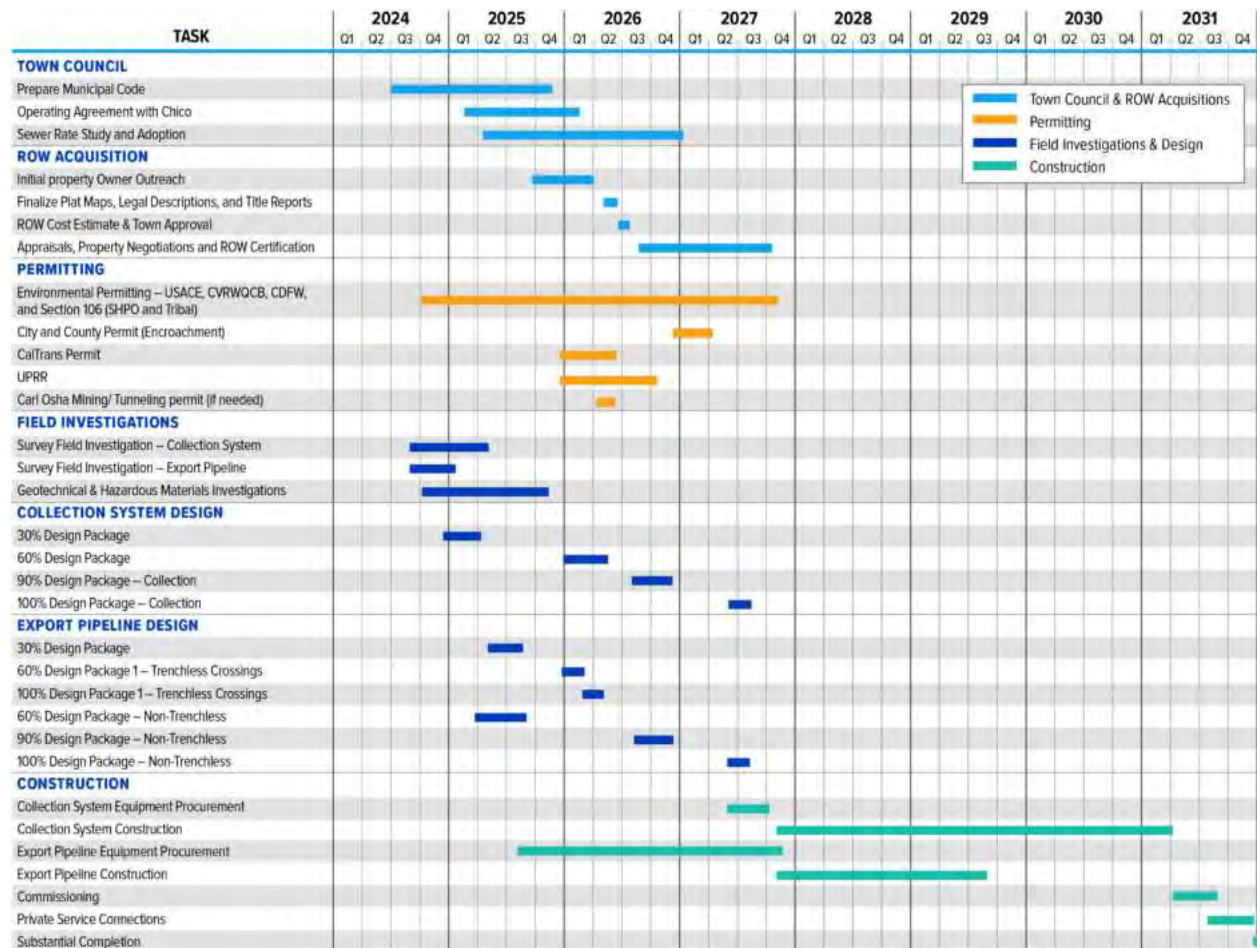 2024 2025 2026 2027 2028 2029 2030 2031
TASK
Q1 Q2 Q3 Q4 Q1 Q2 Q3 Q4 Q1 Q2 Q3 Q4 Q1 Q2 Q3 Q4 Q1 Q2 Q3 Q4 Q1 Q2 Q3 Q4 Q1 Q2 Q3 Q4 Q1 Q2 Q3 Q4
TOWN COUNCIL
Prepare Municipal Code
Operating Agreement with Chico
Sewer Rate Study and Adoption
ROW ACQUISITION
Initial property Owner Outreach
Finalize Plat Maps, Legal Descriptions, and Title Reports
ROW Cost Estimate & Town Approval
Appraisals, Property Negotiations and ROW Certification
PERMITTING
Environmental Permitting – USACE, CVRWQCB, CDFW,
and Section 106 (SHPO and Tribal)
City and County Permit (Encroachment)
CalTrans Permit
UPRR
Carl Osha Mining/ Tunneling permit (if needed)
FIELD INVESTIGATIONS
Survey Field Investigation – Collection System
Survey Field Investigation – Export Pipeline
Geotechnical & Hazardous Materials Investigations
COLLECTION SYSTEM DESIGN
30% Design Package
60% Design Package
90% Design Package – Collection
100% Design Package – Collection
EXPORT PIPELINE DESIGN
30% Design Package
60% Design Package 1 – Trenchless Crossings
100% Design Package 1 – Trenchless Crossings
60% Design Package – Non-Trenchless
90% Design Package – Non-Trenchless
100% Design Package – Non-Trenchless
CONSTRUCTION
Collection System Equipment Procurement
Collection System Construction
Export Pipeline Equipment Procurement
Export Pipeline Construction
Commissioning
Private Service Connections
Substantial Completion
Town Council & ROW Acquisitions
Permitting
Field Investigations & Design
Construction